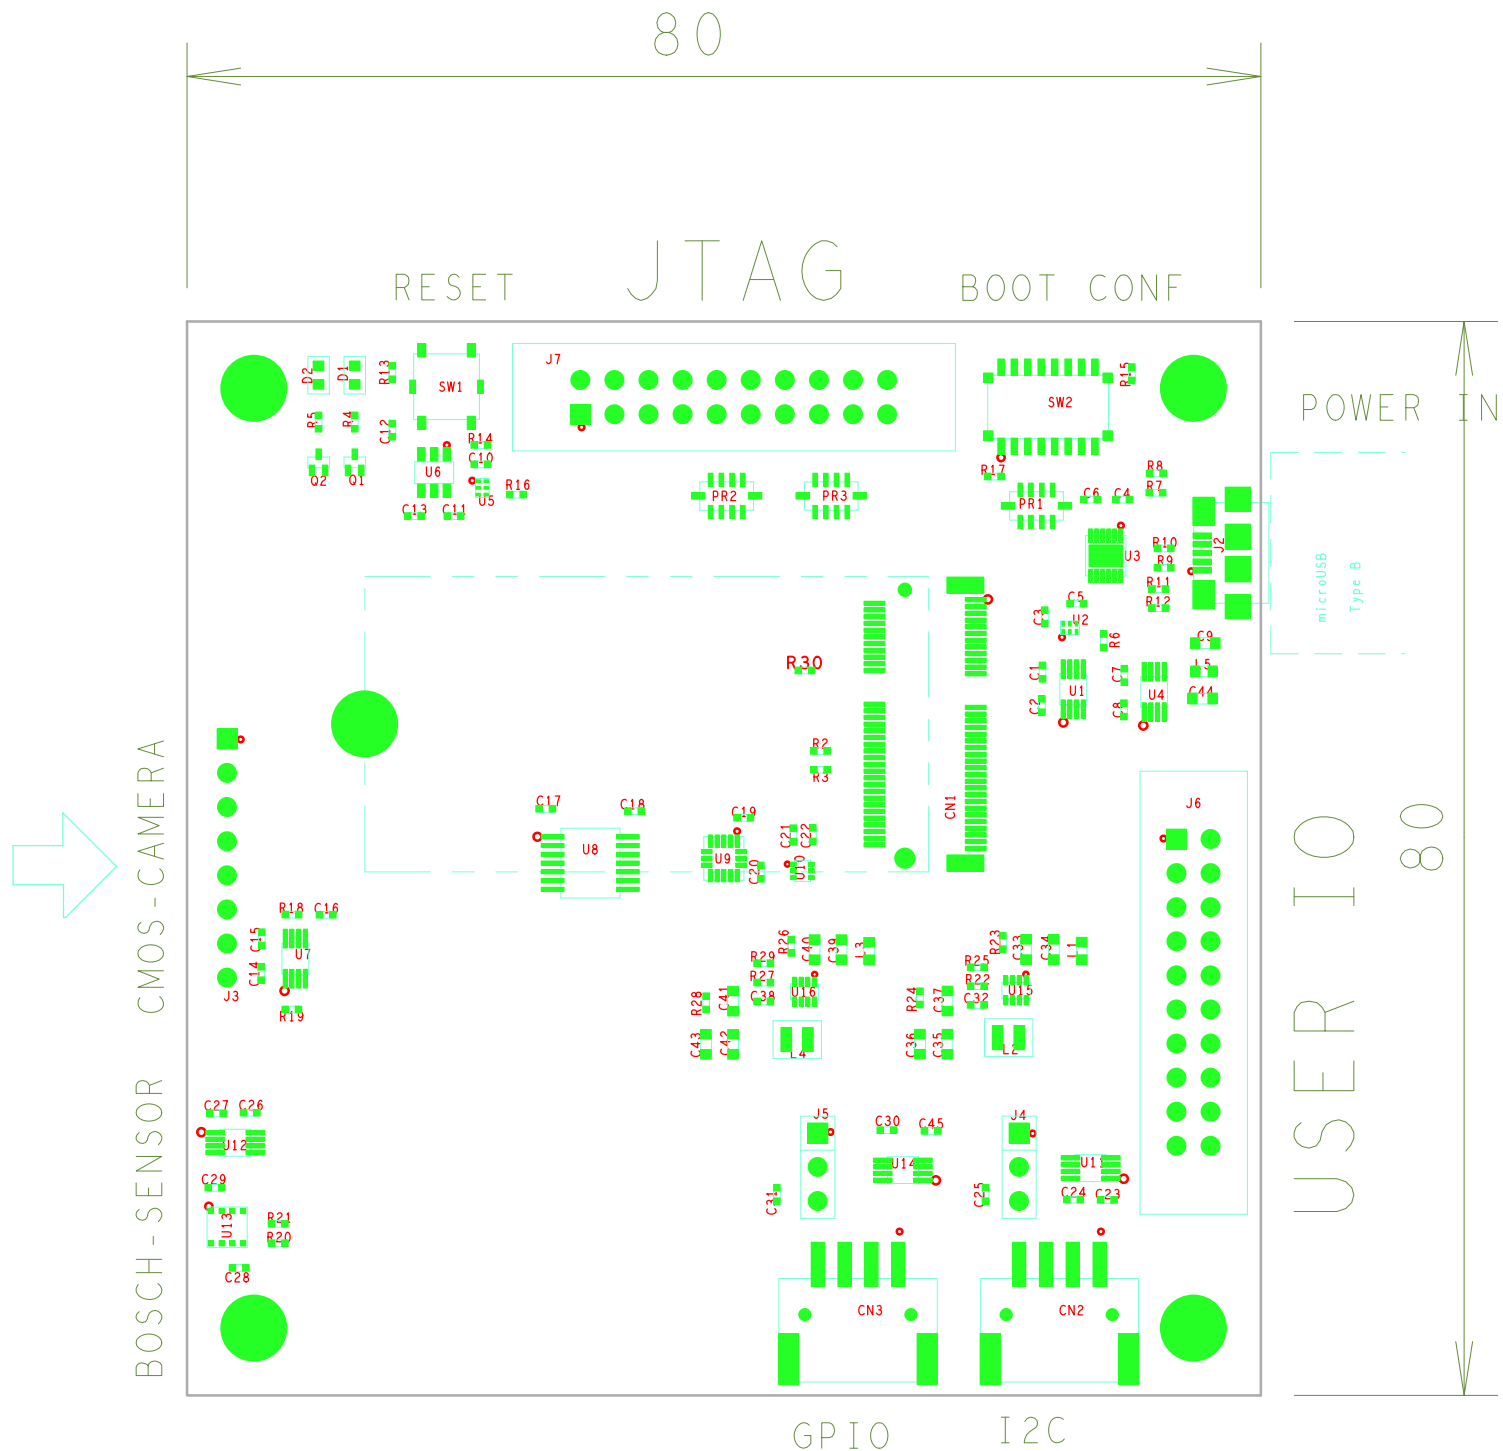 80
JTAG
RESET
BOOT CONF
J7
D2
D1
R13
SW1
SW2
R15
POWER IN
R5
R4
C12
R14
U6
C10
Q2
Q1
U5
R16
C13
C11
PR2
PR3
R17
PR1
C6
C4
R8
R7
U3
R10
R9
J2
R11
R12
microUSB
Type B
C5
C3
U2
R6
C9
R30
L5
C1
C7
C44
U1
U4
C2
C8
R2
R3
CN1
J6
C17
C18
C19
C21
C22
U8
U9
C20
U10
80
CMOS-CAMERA
R18
C16
C15
U7
C14
J3
R19
R26
C40
C39
L3
R23
C33
C34
L1
R29
R25
R27
R22
C38
U16
C32
U15
R28
C41
R24
C37
C43
C42
L4
C36
C35
L2
USER IO
BOSCH-SENSOR
C27
C26
U12
J5
C30
C45
J4
U14
U11
C29
C31
C25
C24
C23
U13
R21
R20
C28
CN3
CN2
GPIO
I2C